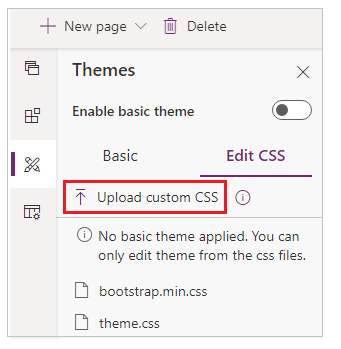 New page Delete
Themes
Enable basic theme
Basic Edit CSS
Upload custom CSS
No basic theme applied. You can
only edit theme from the css files.
bootstrap.min.css
theme.css